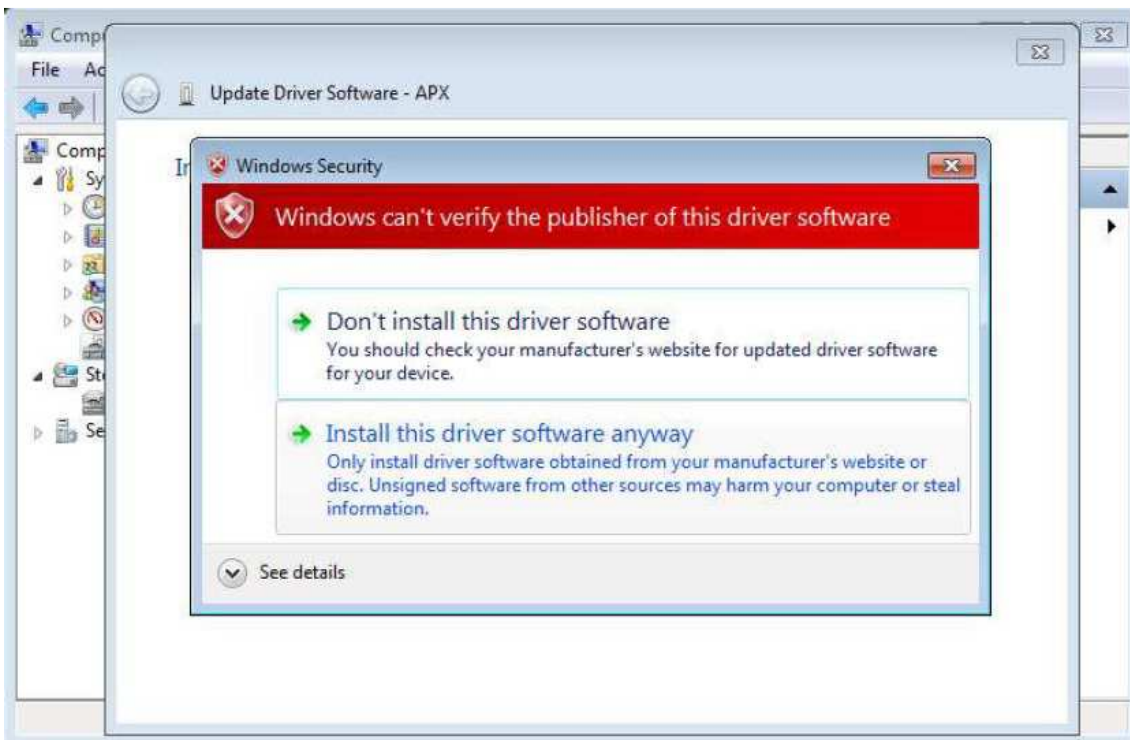 Comp
File Ac
Update Driver Software - APX
Comp
Sy
St
Se
In
Windows Security
Windows can't verify the publisher of this driver software
Don't install this driver software
You should check your manufacturer's website for updated driver software
for your device.
Install this driver software anyway
Only install driver software obtained from your manufacturer's website or
disc. Unsigned software from other sources may harm your computer or steal
information.
See details